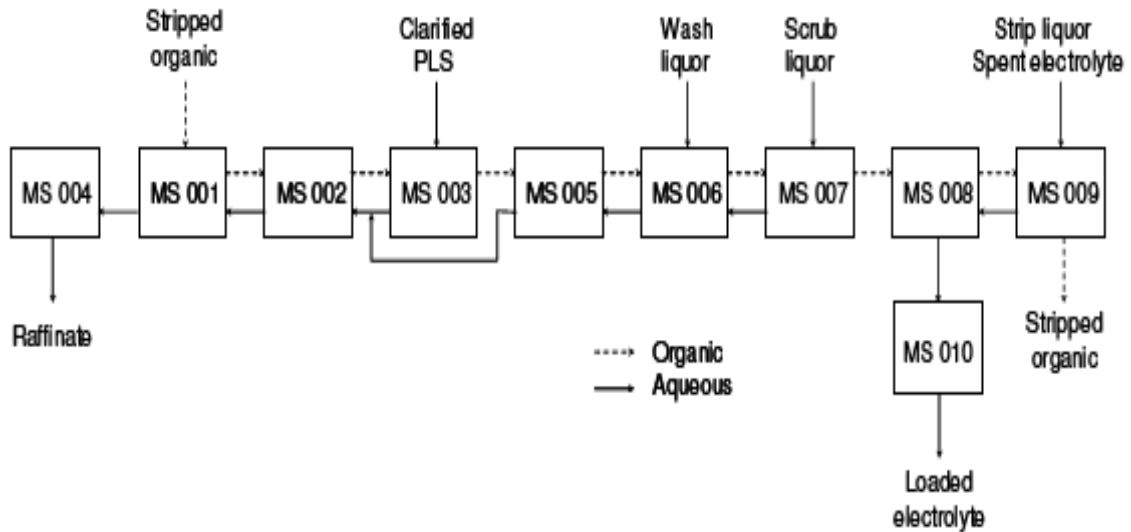 Stripped
organic
Clarified
PLS
Wash
liquor
Scrub
liquor
Strip liquor
Spent electrolyte
MS 004
MS 001
MS 002
MS 003
MS 005
MS 006
MS 007
MS 008
MS 009
Raffinate
MS 010
Stripped
organic
Organic
Aqueous
Loaded
electrolyte